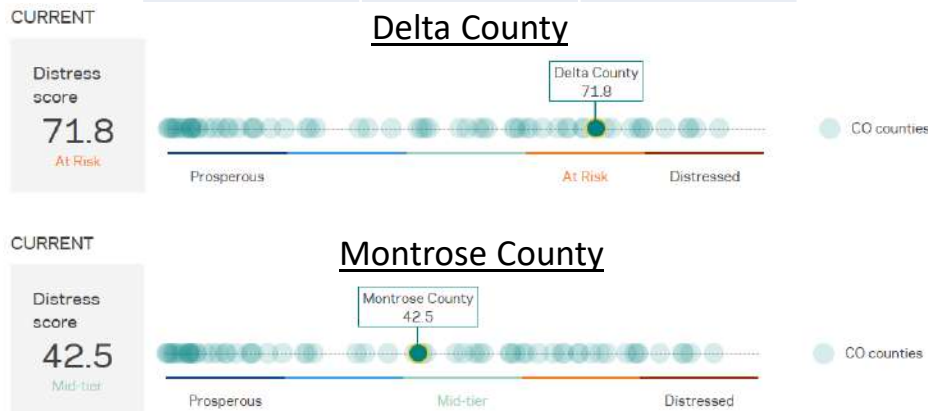 CURRENT
Delta County
Distress
score
71.8
At Risk
Delta County
71.8
CO counties
Prosperous
At Risk
Distressed
CURRENT
Montrose County
Distress
score
42.5
Mid-tier
Montrose County
42.5
CO counties
Prosperous
Mid-tier
Distressed